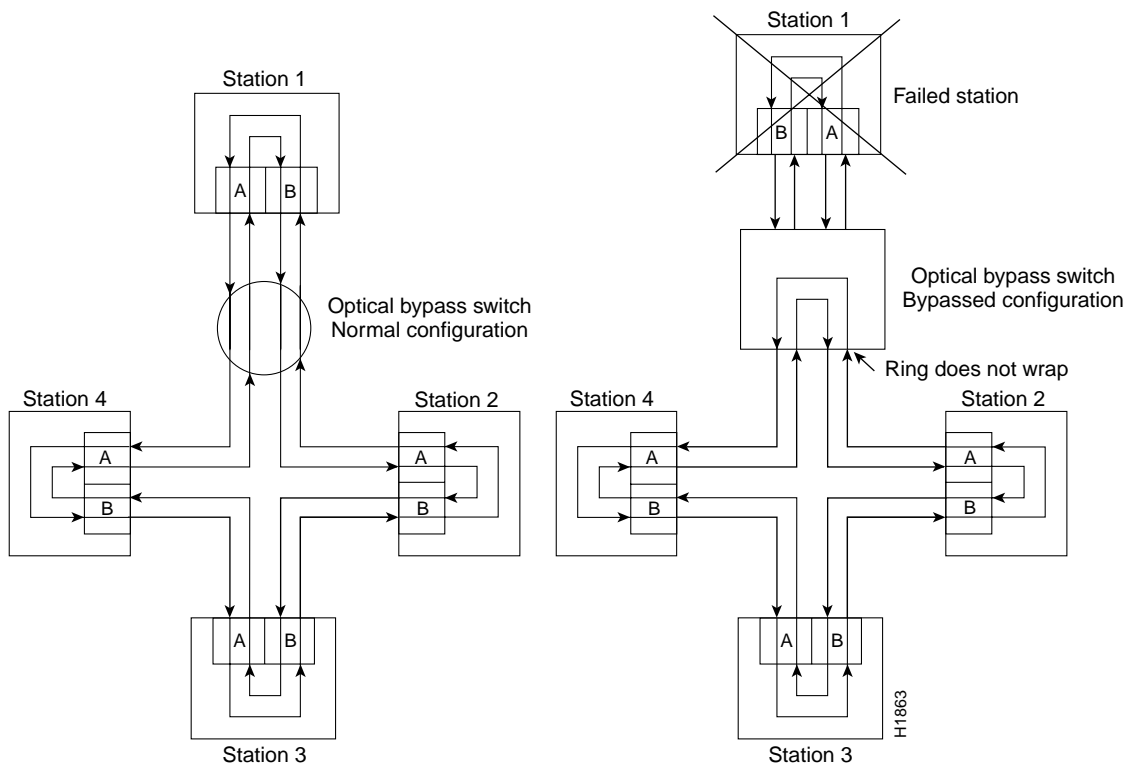 Station 1
A
B
Optical bypass switch
Normal configuration
Station 4
A
B
Station 2
A
B
A
B
Station 3
Station 1
Failed station
B
A
Optical bypass switch
Bypassed configuration
Ring does not wrap
Station 4
A
B
Station 2
A
B
A
B
Station 3
H1863